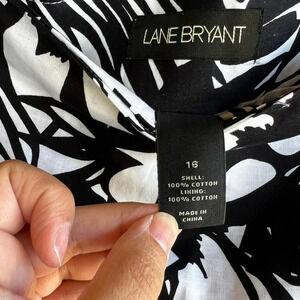 LANE BRYANT
16
SHELL:
100% COTTON
LINING:
100% COTTON
MADE IN
CHINA